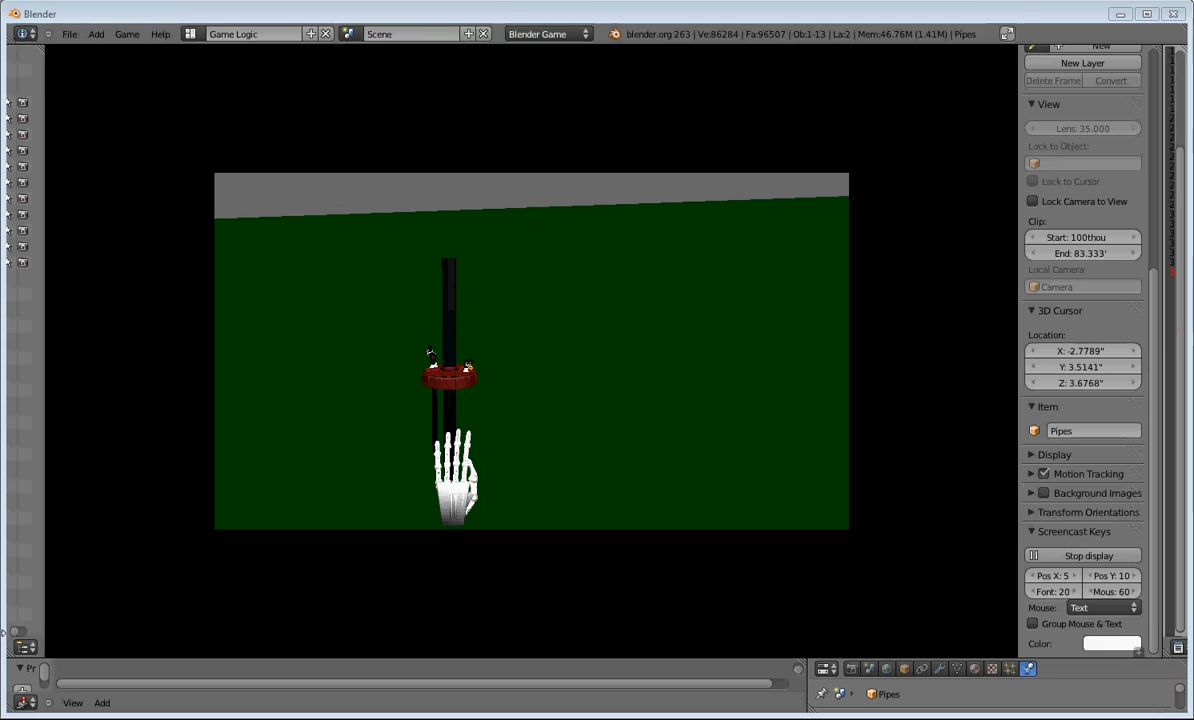 Blender
File Add Game Help Game Logic Scene Blender Game blender.org 263 | Ve:86284 | Fa:96507 | Ob:1-13 | La:2 | Mem:46.76M (1.41M) | Pipes
New
New Layer
Delete Frame Convert
View
Lens: 35.000
Lock to Object:
Lock to Cursor
Lock Camera to View
Clip:
Start: 100thou
End: 83.333'
Local Camera:
Camera
3D Cursor
Location:
X: -2.7789"
Y: 3.5141"
Z: 3.6768"
Item
Pipes
Display
Motion Tracking
Background Images
Transform Orientations
Screencast Keys
Stop display
Pos X: 5 Pos Y: 10
Font: 20 Mous: 60
Mouse: Text
Group Mouse & Text
Color:
Pr
Pipes
View Add